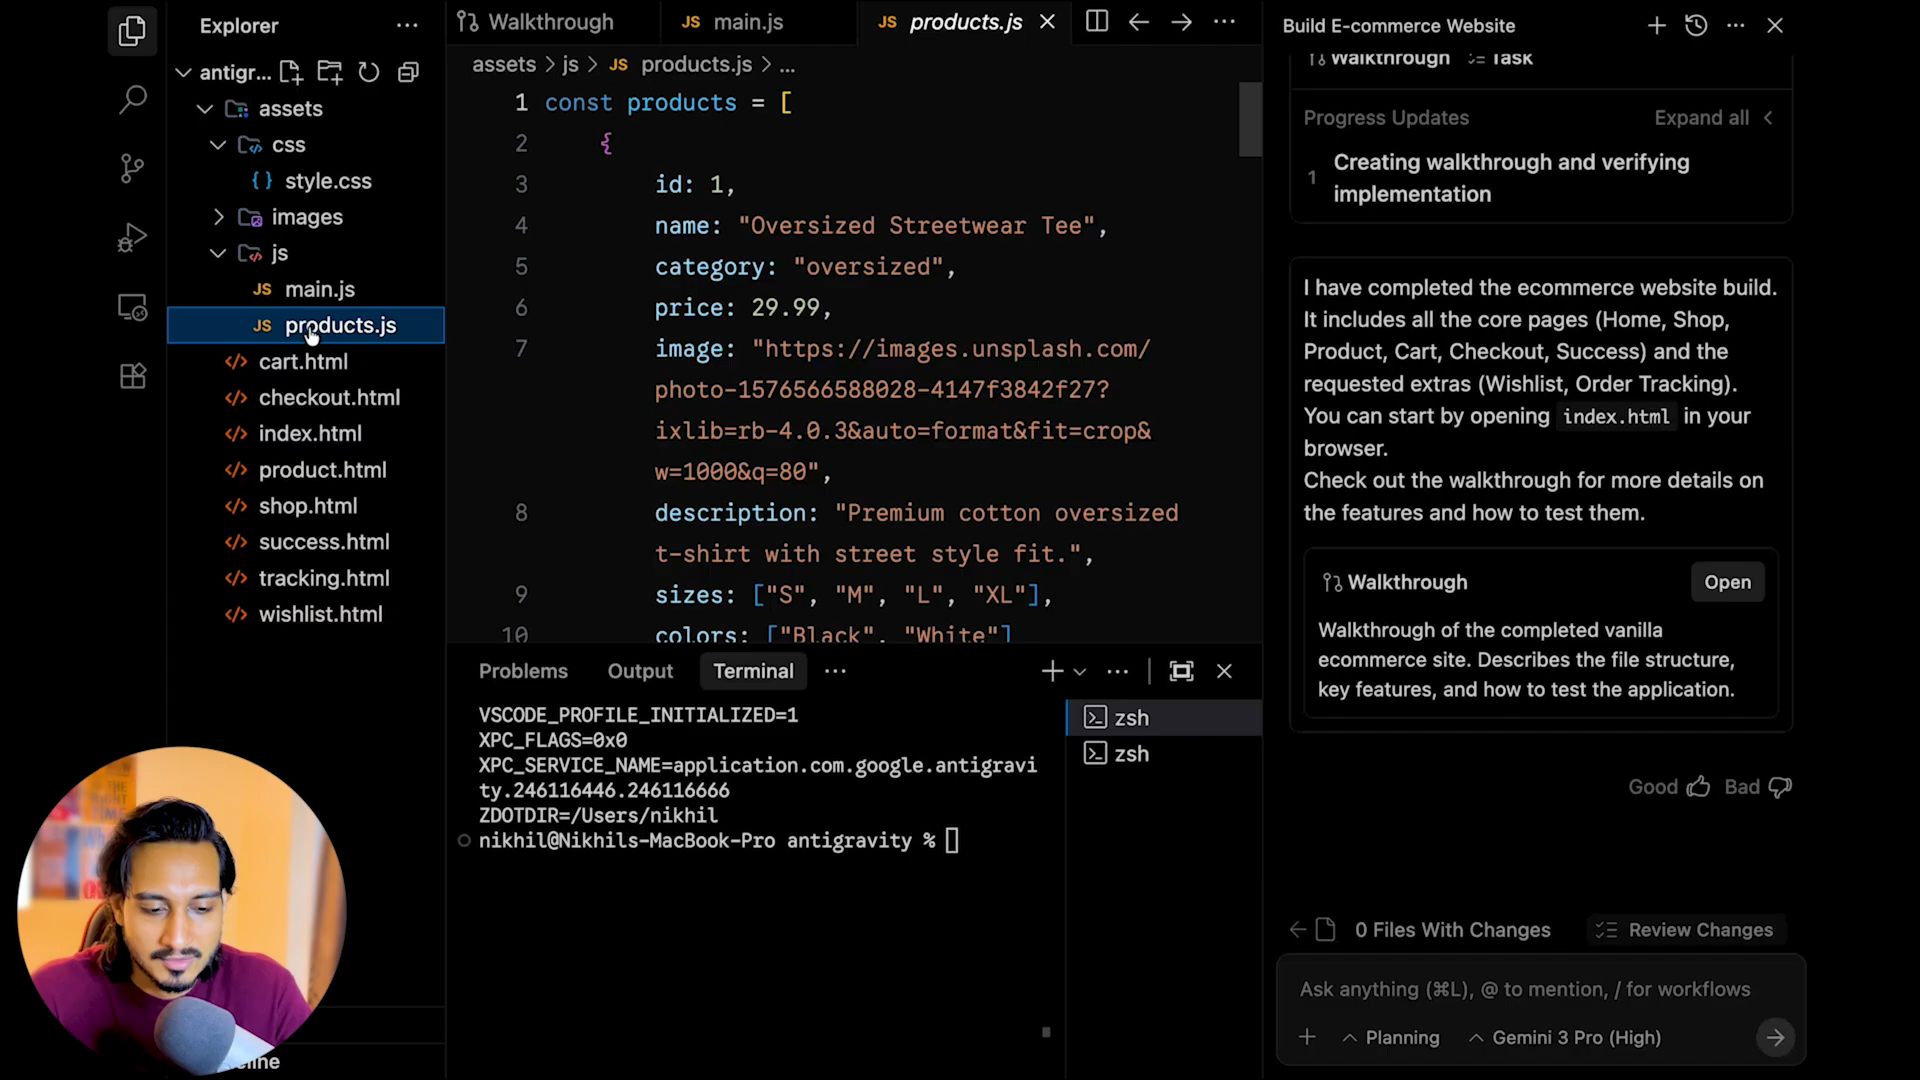 Explorer
antigr...
assets
css
style.css
images
js
main.js
products.js
cart.html
checkout.html
index.html
product.html
shop.html
success.html
tracking.html
wishlist.html
Walkthrough
JS main.js
JS products.js
assets > js > JS products.js > ...
1 const products = [
2 {
3 id: 1,
4 name: "Oversized Streetwear Tee",
5 category: "oversized",
6 price: 29.99,
7 image: "https://images.unsplash.com/
photo-1576566588028-4147f3842f27?
ixlib=rb-4.0.3&auto=format&fit=crop&
w=1000&q=80",
8 description: "Premium cotton oversized
t-shirt with street style fit.",
9 sizes: ["S", "M", "L", "XL"],
10 colors: ["Black", "White"]
Problems Output Terminal
VSCODE_PROFILE_INITIALIZED=1
XPC_FLAGS=0x0
XPC_SERVICE_NAME=application.com.google.antigravi
ty.246116446.246116666
ZDOTDIR=/Users/nikhil
nikhil@Nikhils-MacBook-Pro antigravity %
zsh
zsh
Build E-commerce Website
Walkthrough Task
Progress Updates Expand all
1 Creating walkthrough and verifying
implementation
I have completed the ecommerce website build.
It includes all the core pages (Home, Shop,
Product, Cart, Checkout, Success) and the
requested extras (Wishlist, Order Tracking).
You can start by opening index.html in your
browser.
Check out the walkthrough for more details on
the features and how to test them.
Walkthrough Open
Walkthrough of the completed vanilla
ecommerce site. Describes the file structure,
key features, and how to test the application.
Good Bad
0 Files With Changes Review Changes
Ask anything (⌘L), @ to mention, / for workflows
Planning Gemini 3 Pro (High)